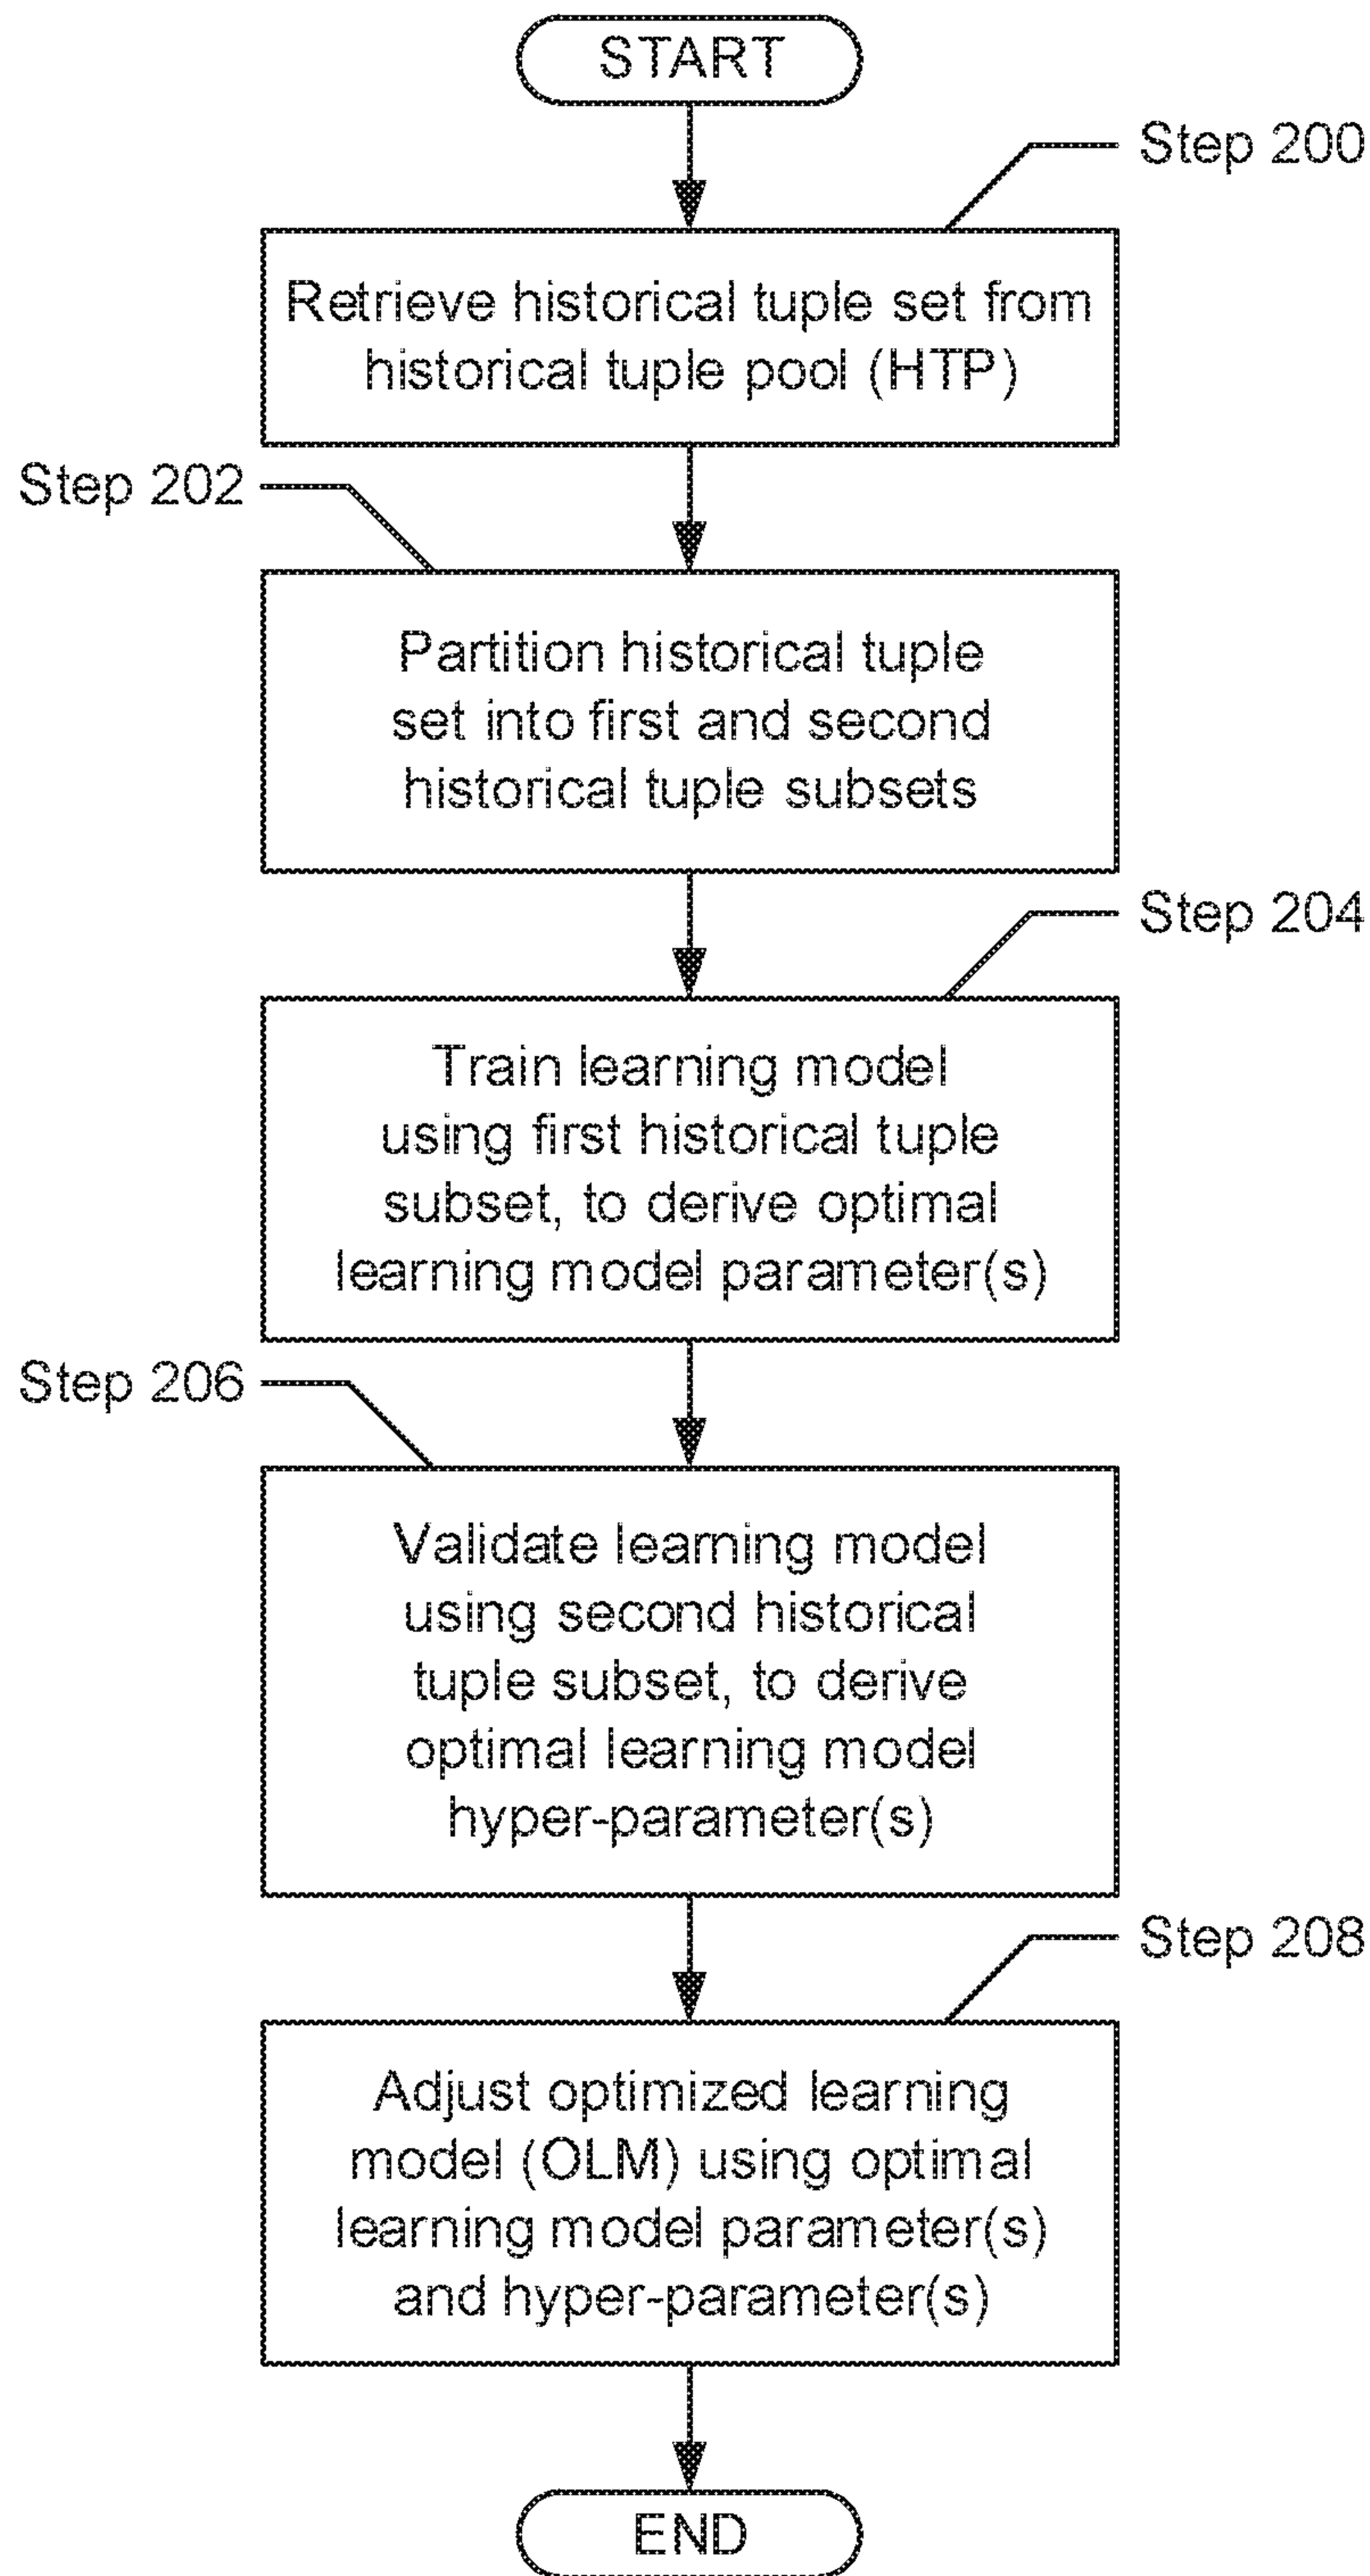 START
Step 200
Retrieve historical tuple set from
historical tuple pool (HTP)
Step 202
Partition historical tuple
set into first and second
historical tuple subsets
Step 204
Train learning model
using first historical tuple
subset, to derive optimal
learning model parameter(s)
Step 206
Validate learning model
using second historical
tuple subset, to derive
optimal learning model
hyper-parameter(s)
Step 208
Adjust optimized learning
model (OLM) using optimal
learning model parameter(s)
and hyper-parameter(s)
END